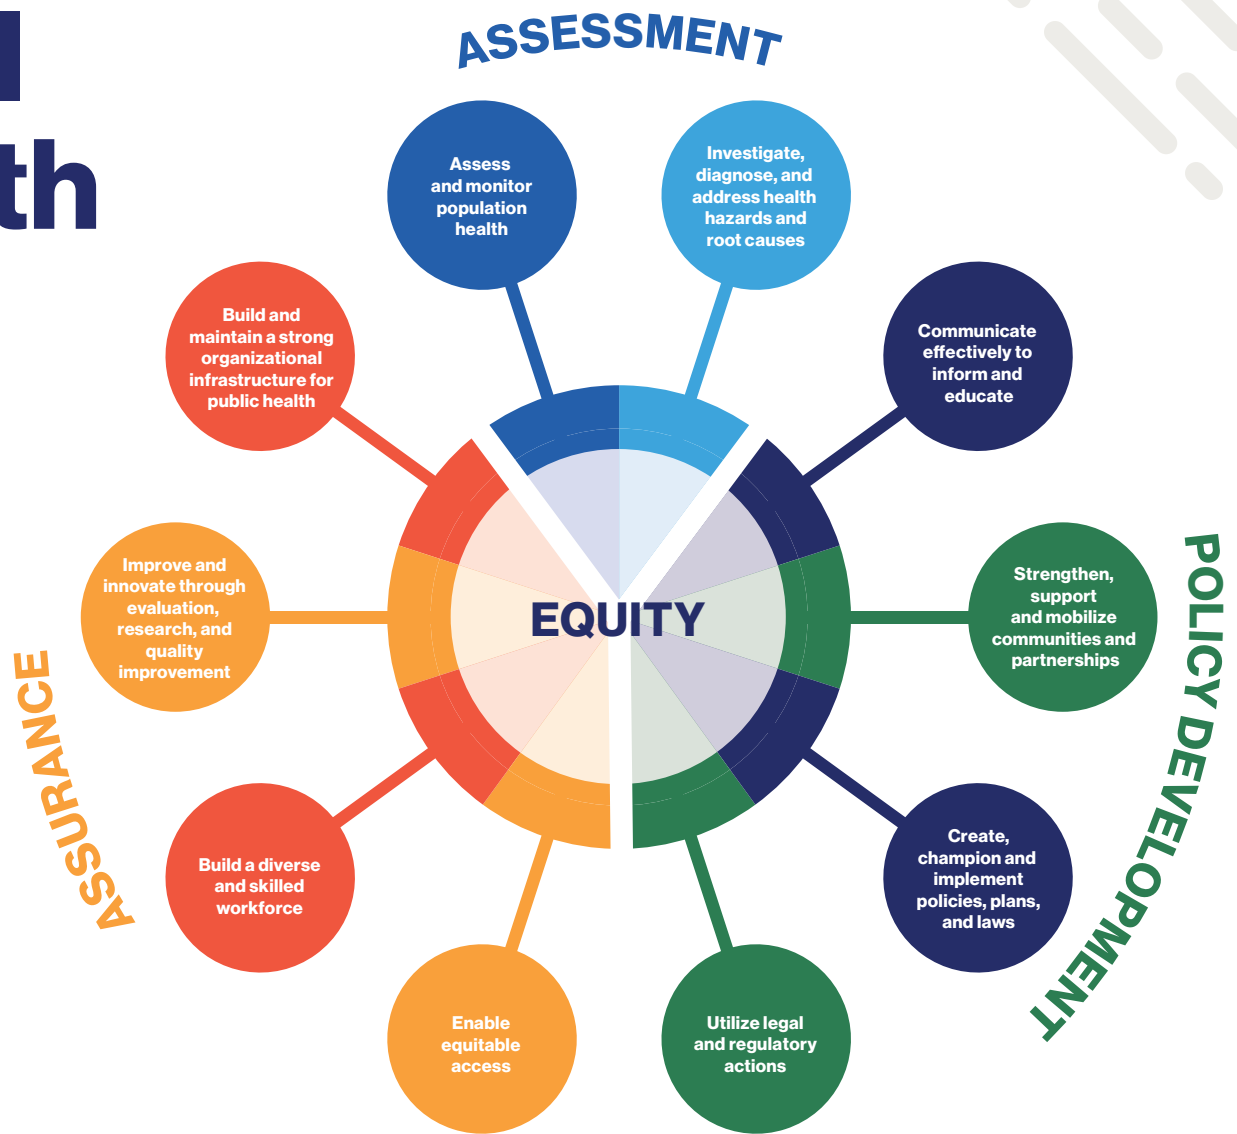 th
ASSESSMENT
Assess
and monitor
population
health
Investigate,
diagnose, and
address health
hazards and
root causes
Communicate
effectively to
inform and
educate
Strengthen,
support
and mobilize
communities and
partnerships
POLICY DEVELOPMENT
Create,
champion and
implement
policies, plans,
and laws
Utilize legal
and regulatory
actions
Enable
equitable
access
Build a diverse
and skilled
workforce
ASSURANCE
Improve and
innovate through
evaluation,
research, and
quality
improvement
Build and
maintain a strong
organizational
infrastructure for
public health
EQUITY